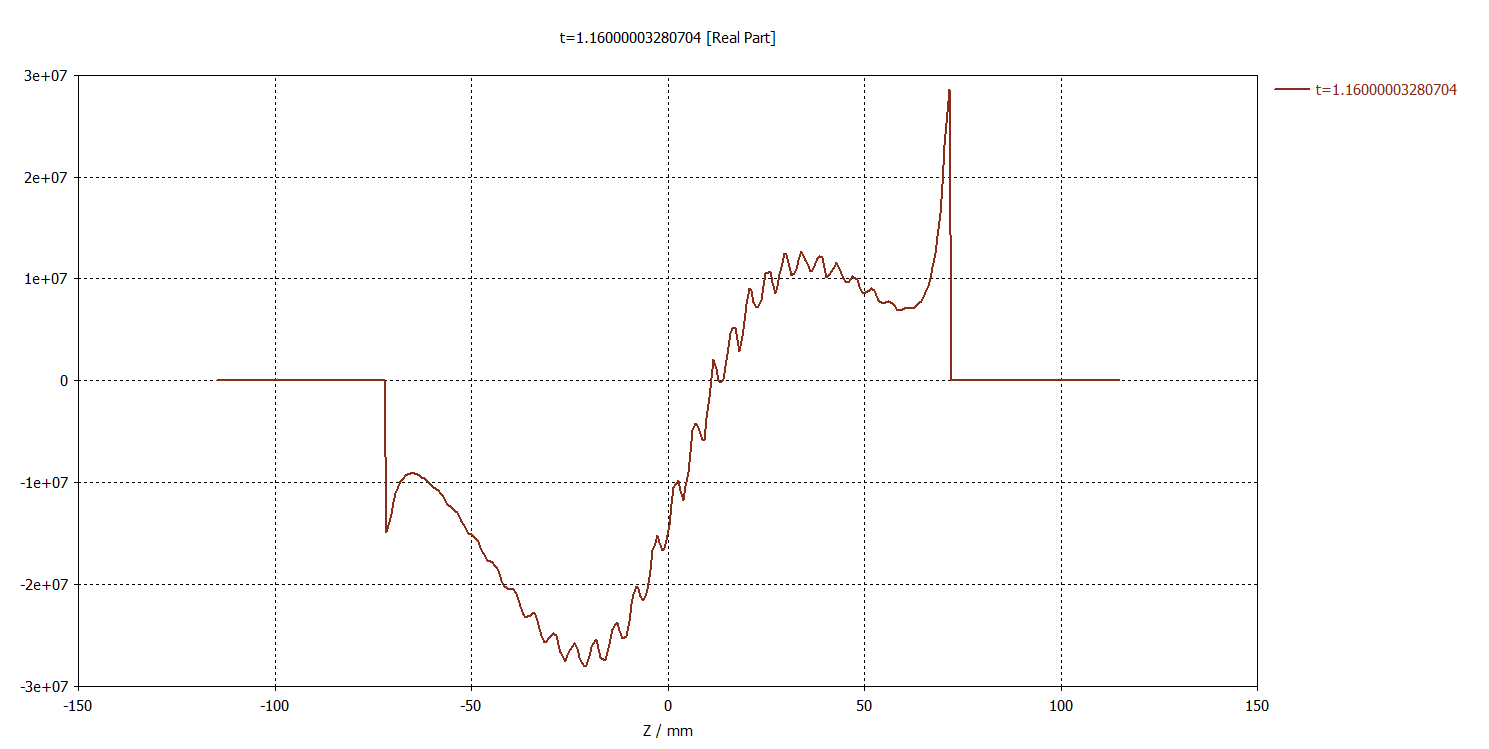 t=1.16000003280704 [Real Part]
3e+07
t=1.16000003280704
2e+07
1e+07
0
-1e+07
-2e+07
-3e+07
-150 -100 -50 0 50 100 150
Z / mm